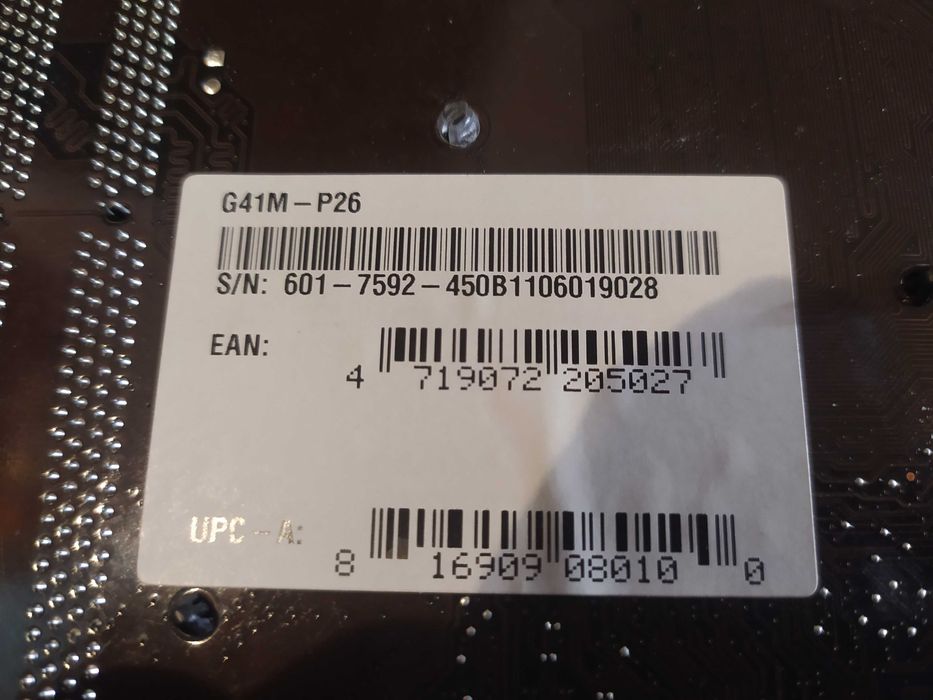 G41M-P26
S/N: 601-7592-450B1106019028
EAN:
4 719072 205027
UPC-A:
8 16909 08010 0